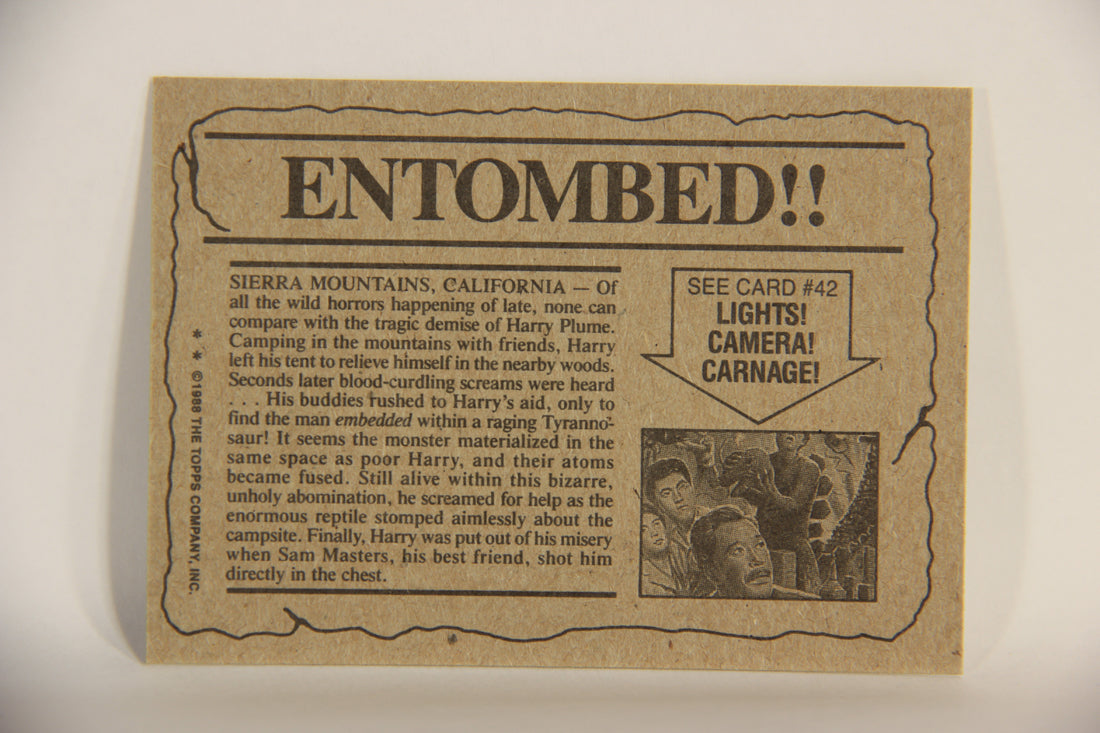 ENTOMBED!!
SIERRA MOUNTAINS, CALIFORNIA — Of
all the wild horrors happening of late, none can
compare with the tragic demise of Harry Plume.
Camping in the mountains with friends, Harry
left his tent to relieve himself in the nearby woods.
Seconds later blood-curdling screams were heard
. . . His buddies rushed to Harry's aid, only to
find the man embedded within a raging Tyranno-
saur! It seems the monster materialized in the
same space as poor Harry, and their atoms
became fused. Still alive within this bizarre,
unholy abomination, he screamed for help as the
enormous reptile stomped aimlessly about the
campsite. Finally, Harry was put out of his misery
when Sam Masters, his best friend, shot him
directly in the chest.
SEE CARD #42
LIGHTS!
CAMERA!
CARNAGE!
* * ©1988 THE TOPPS COMPANY, INC.